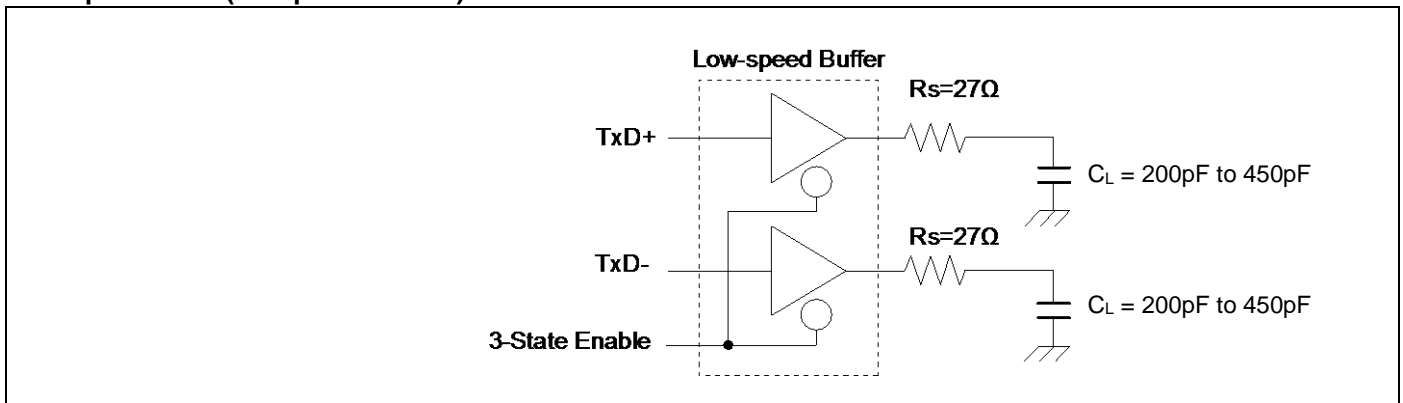 Low-speed Buffer
Rs=27Ω
TxD+
CL = 200pF to 450pF
Rs=27Ω
TxD-
CL = 200pF to 450pF
3-State Enable